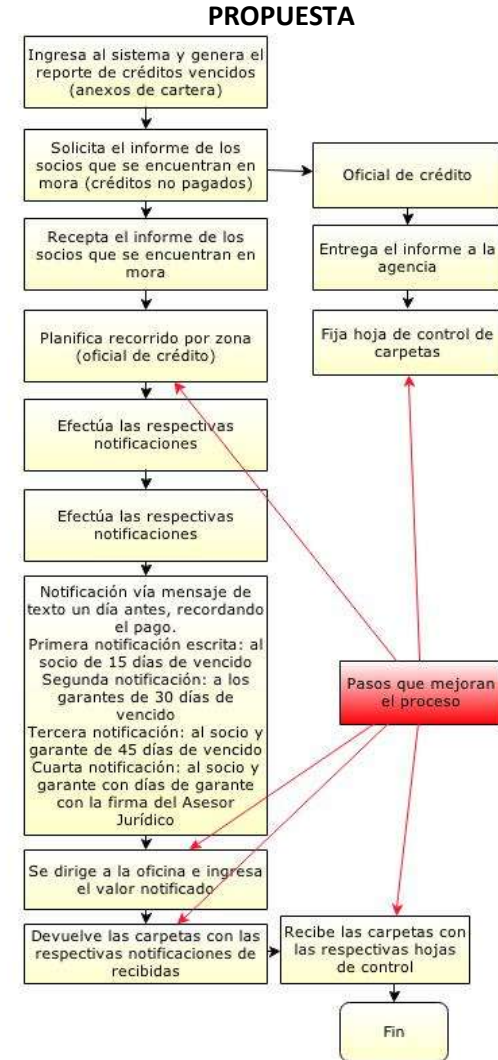 PROPUESTA
Ingresa al sistema y genera el
reporte de créditos vencidos
(anexos de cartera)
Solicita el informe de los
socios que se encuentran en
mora (créditos no pagados)
Oficial de crédito
Recepta el informe de los
socios que se encuentran en
mora
Entrega el informe a la
agencia
Planifica recorrido por zona
(oficial de crédito)
Fija hoja de control de
carpetas
Efectúa las respectivas
notificaciones
Efectúa las respectivas
notificaciones
Notificación vía mensaje de
texto un día antes, recordando
el pago.
Primera notificación escrita: al
socio de 15 días de vencido
Segunda notificación: a los
garantes de 30 días de
vencido
Tercera notificación: al socio y
garante de 45 días de vencido
Cuarta notificación: al socio y
garante con días de garante
con la firma del Asesor
Jurídico
Pasos que mejoran
el proceso
Se dirige a la oficina e ingresa
el valor notificado
Devuelve las carpetas con las
respectivas notificaciones de
recibidas
Recibe las carpetas con
las respectivas hojas
de control
Fin